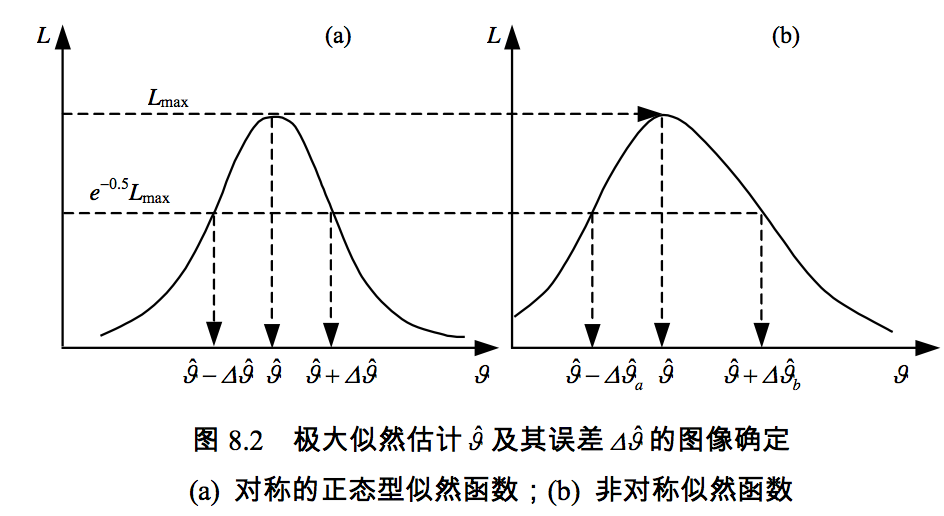 L (a) L (b)
Lmax
e−0.5Lmax
ϑ̂−Δϑ̂ ϑ̂ ϑ̂+Δϑ̂ ϑ ϑ̂−Δϑ̂a ϑ̂ ϑ̂+Δϑ̂b ϑ
图 8.2 极大似然估计 ϑ̂ 及其误差 Δϑ̂ 的图像确定
(a) 对称的正态型似然函数；(b) 非对称似然函数